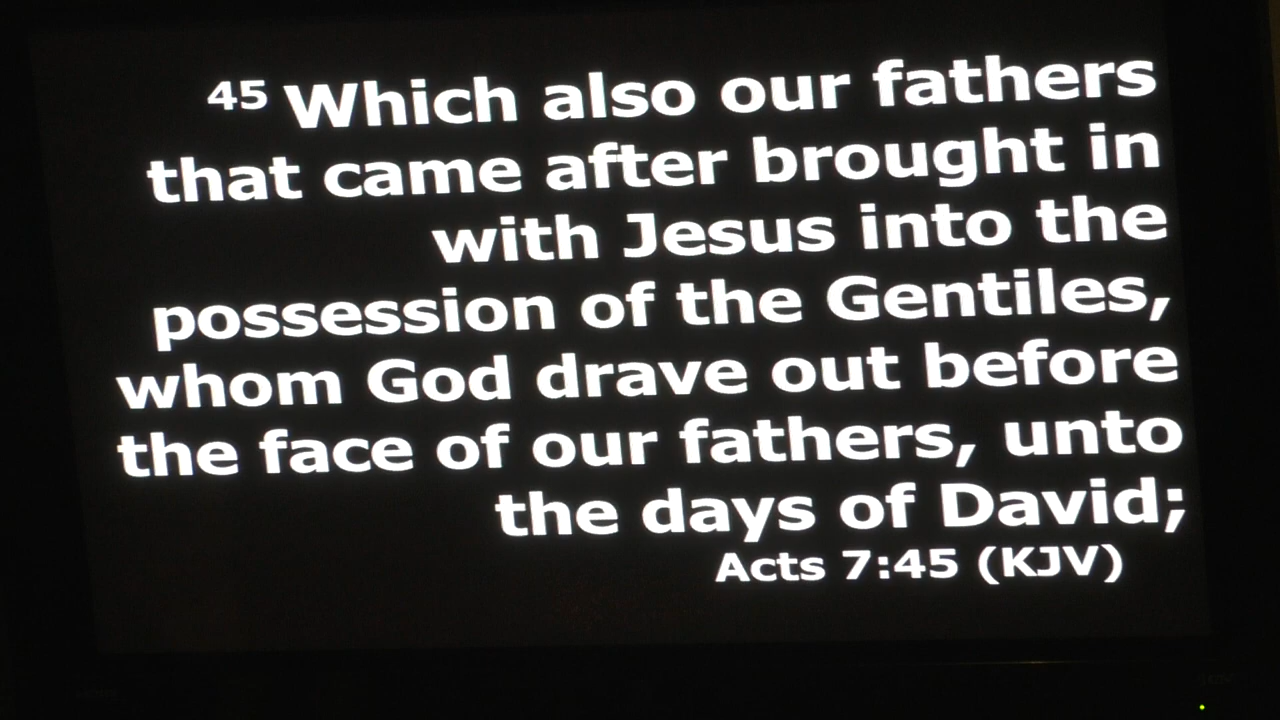 45 Which also our fathers
that came after brought in
with Jesus into the
possession of the Gentiles,
whom God drave out before
the face of our fathers, unto
the days of David;
Acts 7:45 (KJV)